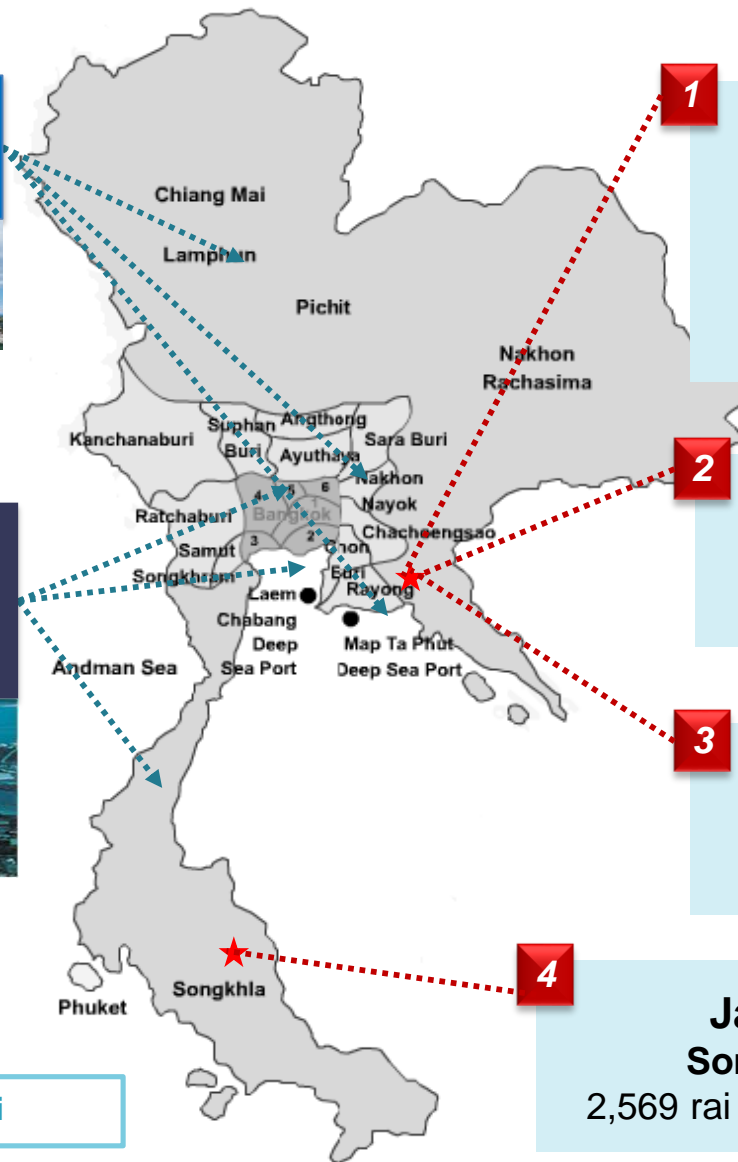 1
Chiang Mai
Lamphun
Pichit
Nakhon
Rachasima
Suphan
Buri
Angthong
Kanchanaburi
Ayuthaya
Sara Buri
2
Nakhon
Nayok
4
5
6
1
Bangkok
3
2
Ratchaburi
Chachoengsao
Samut
Songkhram
Chon
Buri
Rayong
Laem
Chabang
Deep
Sea Port
Map Ta Phut
Deep Sea Port
Andman Sea
3
4
Songkhla
Phuket
2,569 rai